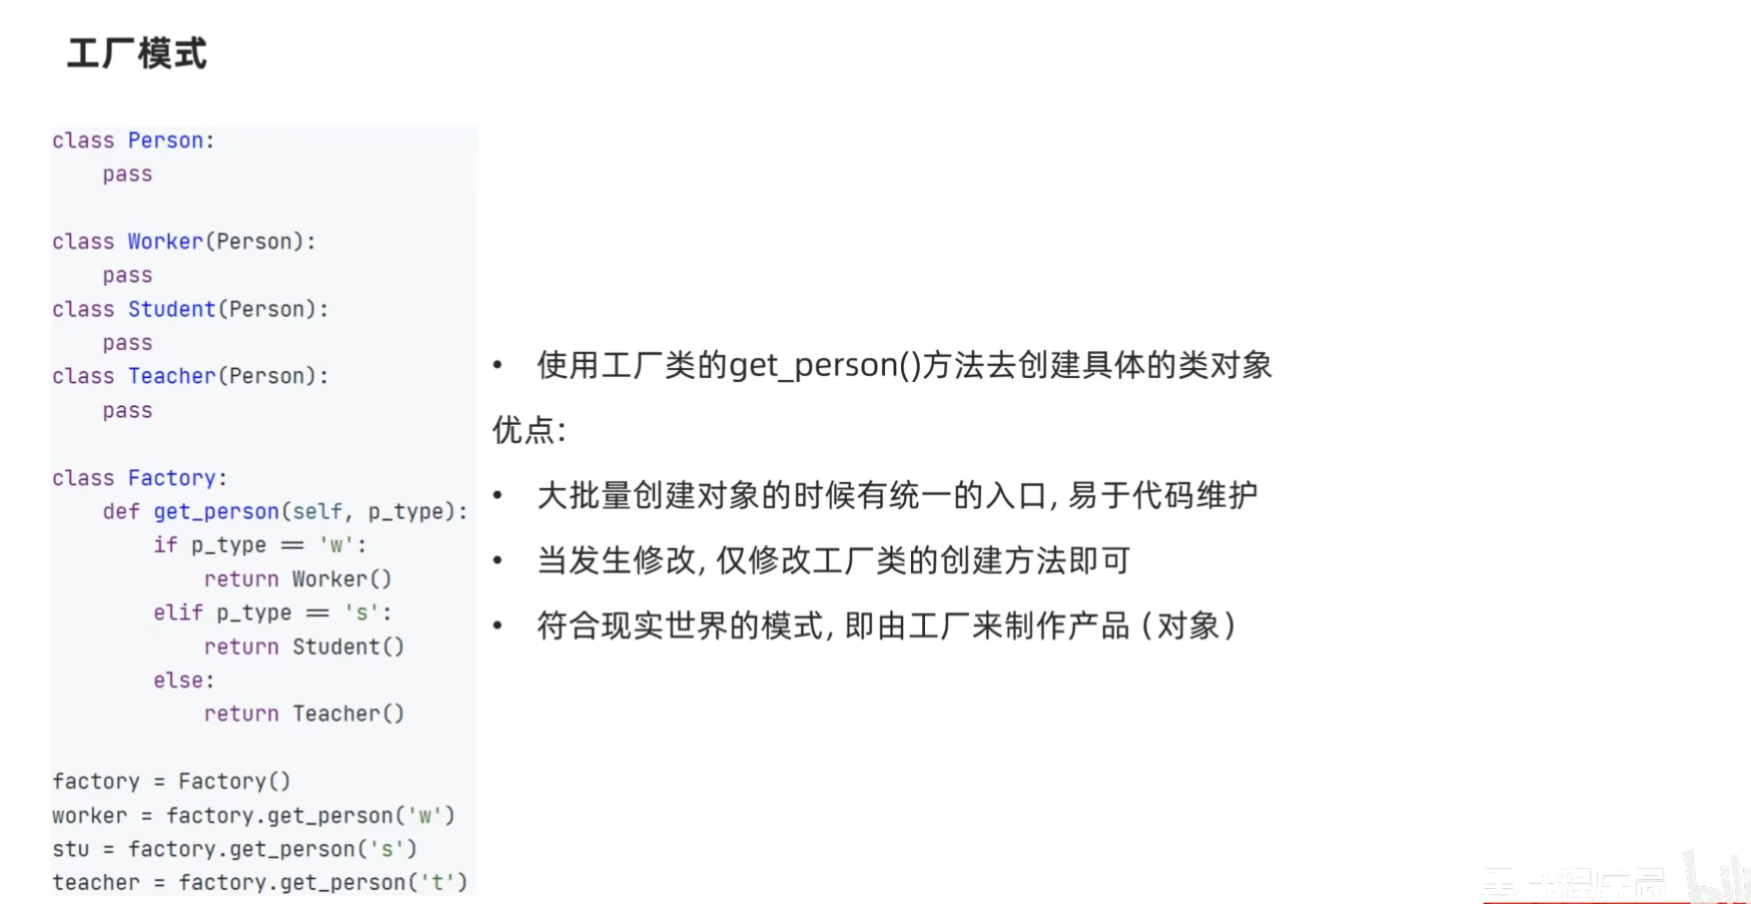 工厂模式
class Person:
    pass
class Worker(Person):
    pass
class Student(Person):
    pass
class Teacher(Person):
    pass
class Factory:
    def get_person(self, p_type):
        if p_type == 'w':
            return Worker()
        elif p_type == 's':
            return Student()
        else:
            return Teacher()
factory = Factory()
worker = factory.get_person('w')
stu = factory.get_person('s')
teacher = factory.get_person('t')
• 使用工厂类的get_person()方法去创建具体的类对象
优点:
• 大批量创建对象的时候有统一的入口, 易于代码维护
• 当发生修改, 仅修改工厂类的创建方法即可
• 符合现实世界的模式, 即由工厂来制作产品 ( 对象 )